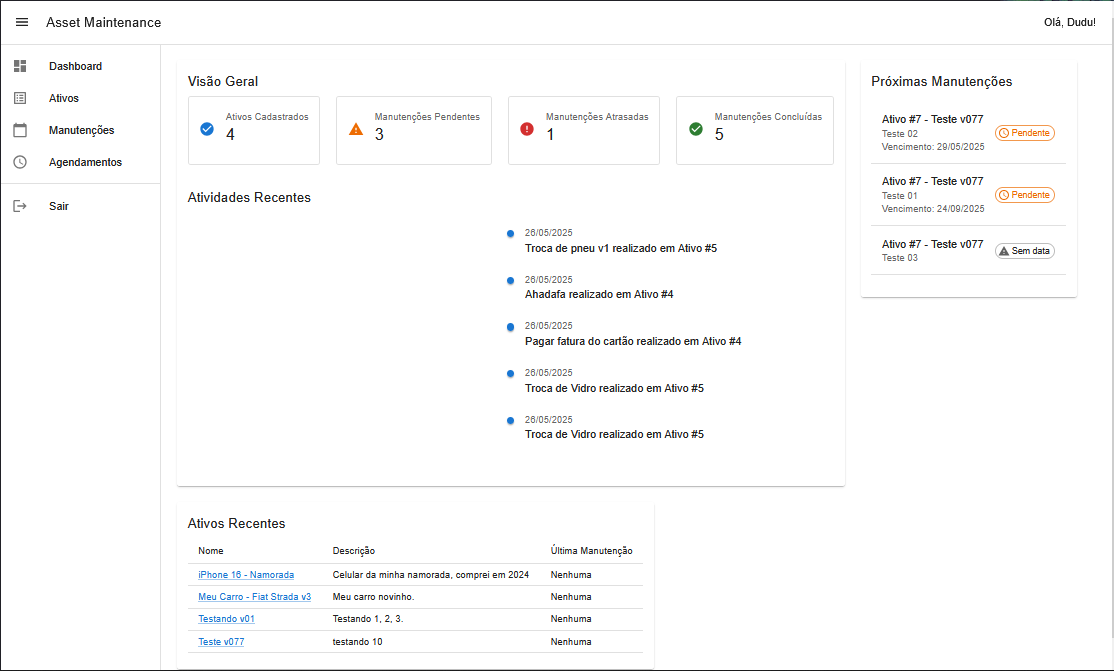 Asset Maintenance
Olá, Dudu!
Dashboard
Ativos
Manutenções
Agendamentos
Sair
Visão Geral
Ativos Cadastrados
4
Manutenções Pendentes
3
Manutenções Atrasadas
1
Manutenções Concluídas
5
Atividades Recentes
26/05/2025
Troca de pneu v1 realizado em Ativo #5
26/05/2025
Ahadafa realizado em Ativo #4
26/05/2025
Pagar fatura do cartão realizado em Ativo #4
26/05/2025
Troca de Vidro realizado em Ativo #5
26/05/2025
Troca de Vidro realizado em Ativo #5
Próximas Manutenções
Ativo #7 - Teste v077
Teste 02
Vencimento: 29/05/2025
Pendente
Ativo #7 - Teste v077
Teste 01
Vencimento: 24/09/2025
Pendente
Ativo #7 - Teste v077
Teste 03
Sem data
Ativos Recentes
Nome Descrição Última Manutenção
iPhone 16 - Namorada Celular da minha namorada, comprei em 2024 Nenhuma
Meu Carro - Fiat Strada v3 Meu carro novinho. Nenhuma
Testando v01 Testando 1, 2, 3. Nenhuma
Teste v077 testando 10 Nenhuma